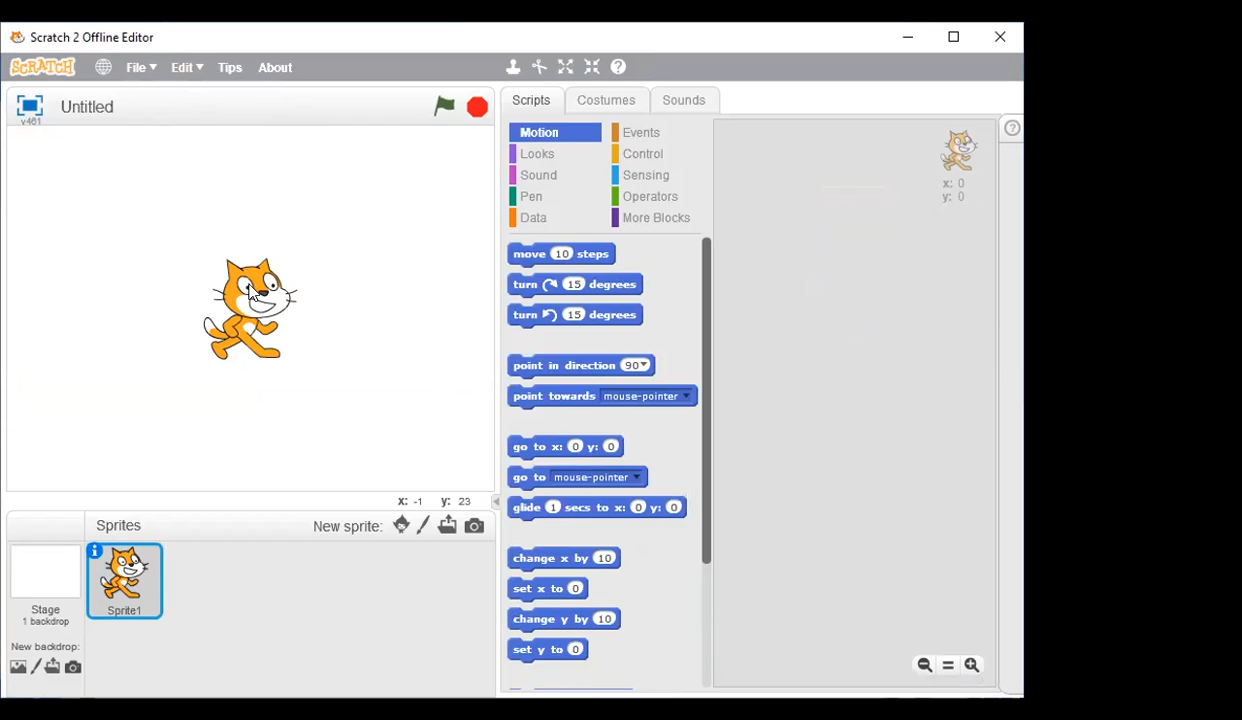 Scratch 2 Offline Editor
SCRATCH File Edit Tips About
Untitled
v461
Scripts Costumes Sounds
Motion Events
Looks Control
Sound Sensing
Pen Operators
Data More Blocks
x: 0
y: 0
move 10 steps
turn 15 degrees
turn 15 degrees
point in direction 90
point towards mouse-pointer
go to x: 0 y: 0
go to mouse-pointer
glide 1 secs to x: 0 y: 0
change x by 10
set x to 0
change y by 10
set y to 0
x: -1 y: 23
Sprites New sprite:
Stage
1 backdrop
New backdrop:
Sprite1